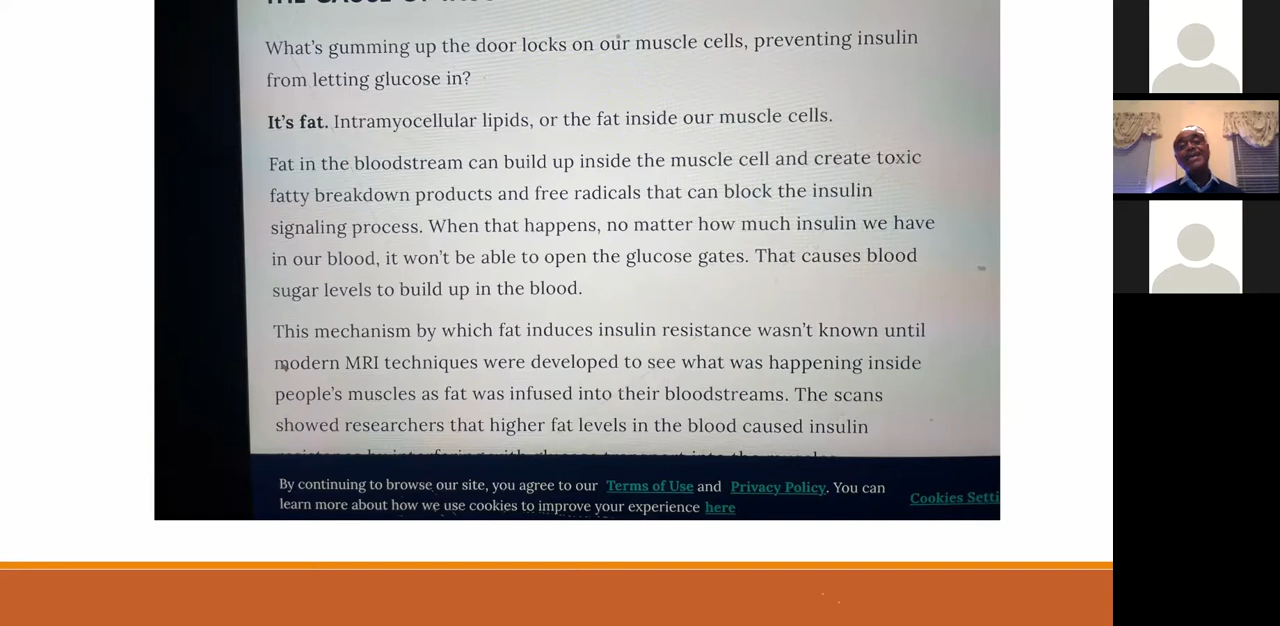 What's gumming up the door locks on our muscle cells, preventing insulin
from letting glucose in?
It's fat. Intramyocellular lipids, or the fat inside our muscle cells.
Fat in the bloodstream can build up inside the muscle cell and create toxic
fatty breakdown products and free radicals that can block the insulin
signaling process. When that happens, no matter how much insulin we have
in our blood, it won't be able to open the glucose gates. That causes blood
sugar levels to build up in the blood.
This mechanism by which fat induces insulin resistance wasn't known until
modern MRI techniques were developed to see what was happening inside
people's muscles as fat was infused into their bloodstreams. The scans
showed researchers that higher fat levels in the blood caused insulin
By continuing to browse our site, you agree to our Terms of Use and Privacy Policy. You can
learn more about how we use cookies to improve your experience here
Cookies Setti